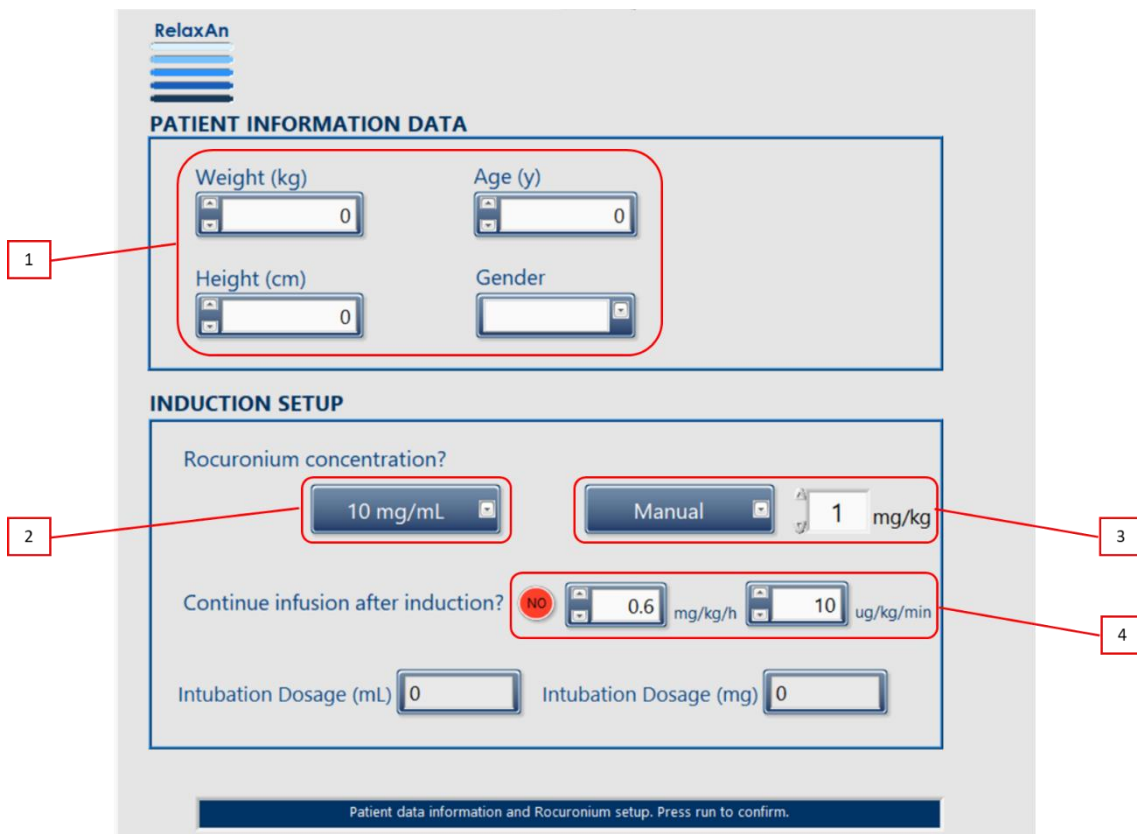 RelaxAn
PATIENT INFORMATION DATA
Weight (kg) Age (y)
0 0
1
Height (cm) Gender
0
INDUCTION SETUP
Rocuronium concentration?
10 mg/mL Manual 1 mg/kg
2 3
Continue infusion after induction? NO 0.6 mg/kg/h 10 ug/kg/min
4
Intubation Dosage (mL) 0 Intubation Dosage (mg) 0
Patient data information and Rocuronium setup. Press run to confirm.